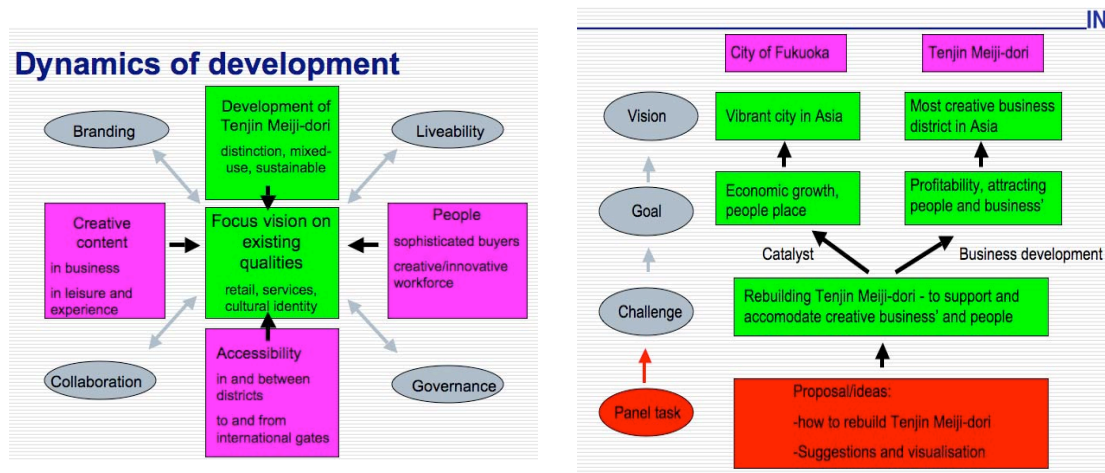 Dynamics of development
Branding
Development of
Tenjin Meiji-dori
distinction, mixed-
use, sustainable
Liveability
Creative
content
in business
in leisure and
experience
Focus vision on
existing
qualities
retail, services,
cultural identity
People
sophisticated buyers
creative/innovative
workforce
Collaboration
Accessibility
in and between
districts
to and from
international gates
Governance
IN
City of Fukuoka
Tenjin Meiji-dori
Vision
Vibrant city in Asia
Most creative business
district in Asia
Goal
Economic growth,
people place
Profitability, attracting
people and business'
Catalyst
Business development
Challenge
Rebuilding Tenjin Meiji-dori - to support and
accomodate creative business' and people
Panel task
Proposal/ideas:
-how to rebuild Tenjin Meiji-dori
-Suggestions and visualisation